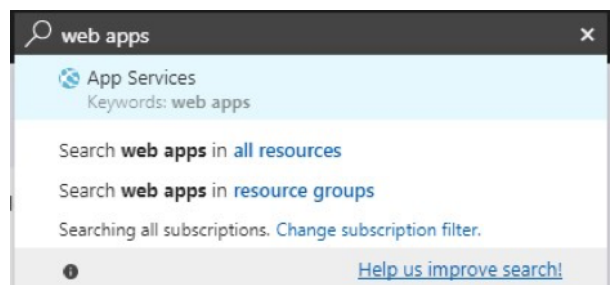 web apps
App Services
Keywords: web apps
Search web apps in all resources
Search web apps in resource groups
Searching all subscriptions. Change subscription filter.
Help us improve search!